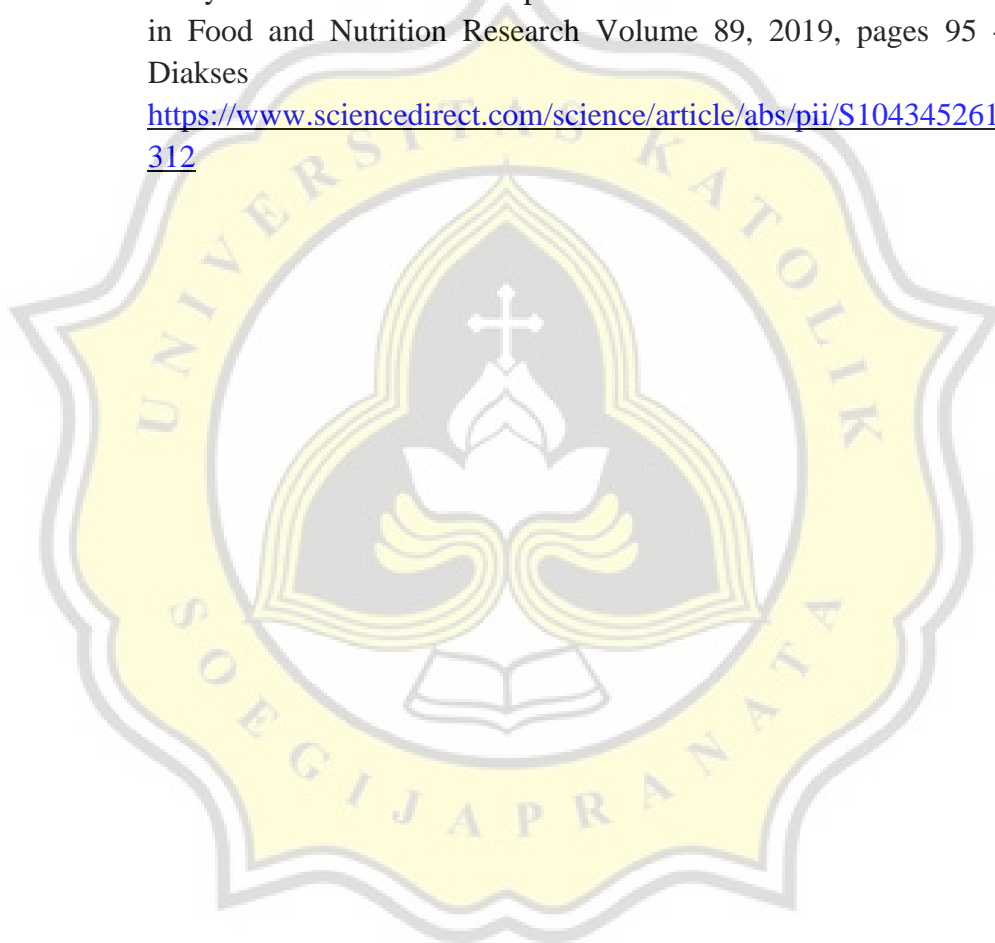 in Food and Nutrition Research Volume 89, 2019, pages 95 -
Diakses
https://www.sciencedirect.com/science/article/abs/pii/S104345261
312
UNIVERSITAS KATOLIK
SOEGIJAPRANATA